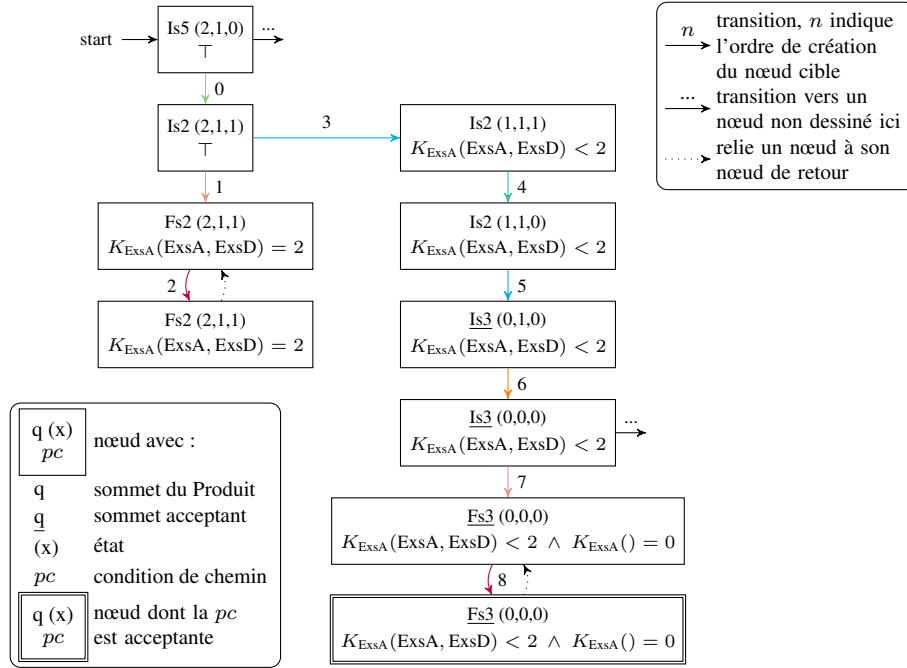 start
Is5 (2,1,0)
⊤
...
0
Is2 (2,1,1)
⊤
3
Is2 (1,1,1)
K_ExsA(ExsA, ExsD) < 2
1
4
Fs2 (2,1,1)
K_ExsA(ExsA, ExsD) = 2
Is2 (1,1,0)
K_ExsA(ExsA, ExsD) < 2
2
5
Fs2 (2,1,1)
K_ExsA(ExsA, ExsD) = 2
Is3 (0,1,0)
K_ExsA(ExsA, ExsD) < 2
6
Is3 (0,0,0)
K_ExsA(ExsA, ExsD) < 2
...
7
Fs3 (0,0,0)
K_ExsA(ExsA, ExsD) < 2 ∧ K_ExsA() = 0
8
Fs3 (0,0,0)
K_ExsA(ExsA, ExsD) < 2 ∧ K_ExsA() = 0
n
transition, n indique
l'ordre de création
du nœud cible
...
transition vers un
nœud non dessiné ici
relie un nœud à son
nœud de retour
q (x)
pc
nœud avec :
q sommet du Produit
q sommet acceptant
(x) état
pc condition de chemin
q (x)
pc
nœud dont la pc
est acceptante